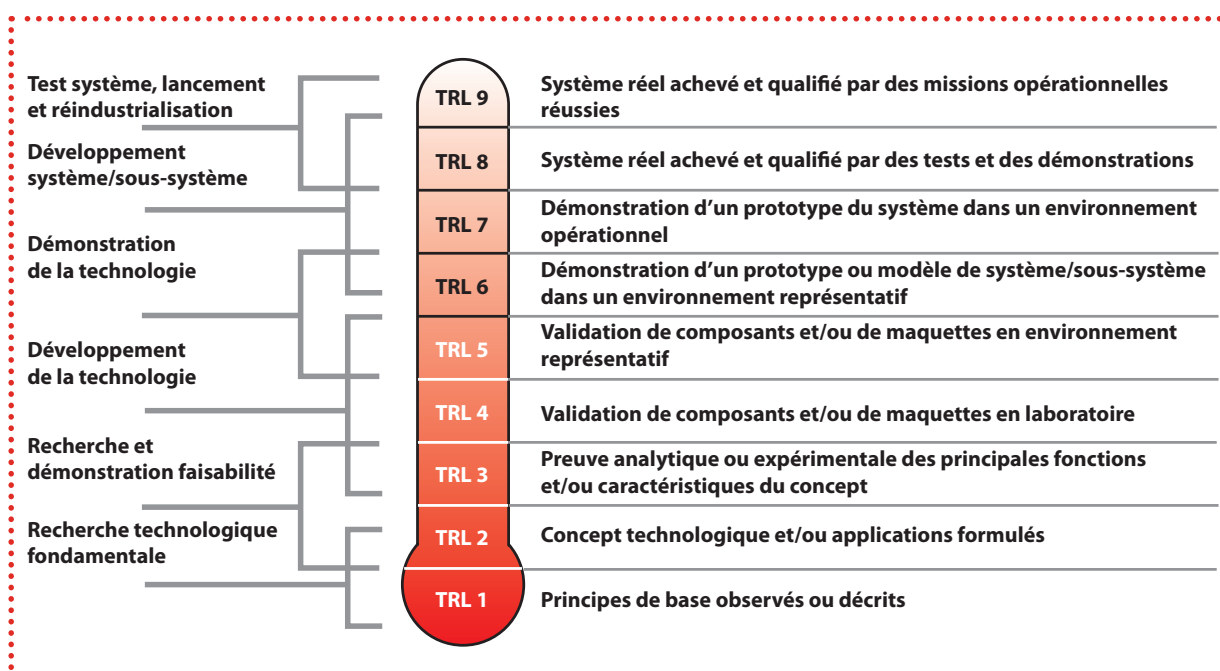 Test système, lancement
et réindustrialisation
Développement
système/sous-système
Démonstration
de la technologie
Développement
de la technologie
Recherche et
démonstration faisabilité
Recherche technologique
fondamentale
TRL 9
Système réel achevé et qualifié par des missions opérationnelles
réussies
TRL 8
Système réel achevé et qualifié par des tests et des démonstrations
TRL 7
Démonstration d’un prototype du système dans un environnement
opérationnel
TRL 6
Démonstration d’un prototype ou modèle de système/sous-système
dans un environnement représentatif
TRL 5
Validation de composants et/ou de maquettes en environnement
représentatif
TRL 4
Validation de composants et/ou de maquettes en laboratoire
TRL 3
Preuve analytique ou expérimentale des principales fonctions
et/ou caractéristiques du concept
TRL 2
Concept technologique et/ou applications formulés
TRL 1
Principes de base observés ou décrits